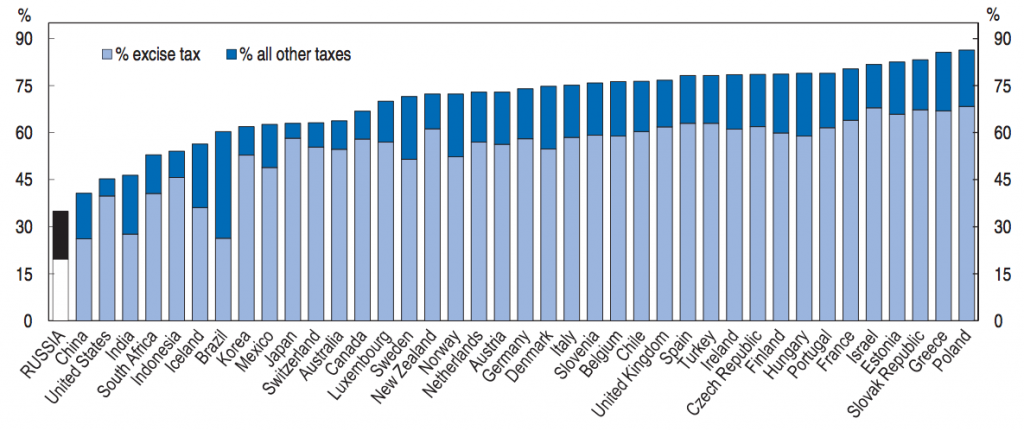 % %
90 90
% excise tax % all other taxes
75 75
60 60
45 45
30 30
15 15
0 0
RUSSIA
China
United States
India
South Africa
Indonesia
Iceland
Brazil
Korea
Mexico
Japan
Switzerland
Australia
Canada
Luxembourg
Sweden
New Zealand
Norway
Netherlands
Austria
Germany
Denmark
Italy
Slovenia
Belgium
Chile
United Kingdom
Spain
Turkey
Ireland
Czech Republic
Finland
Hungary
Portugal
France
Israel
Estonia
Slovak Republic
Greece
Poland